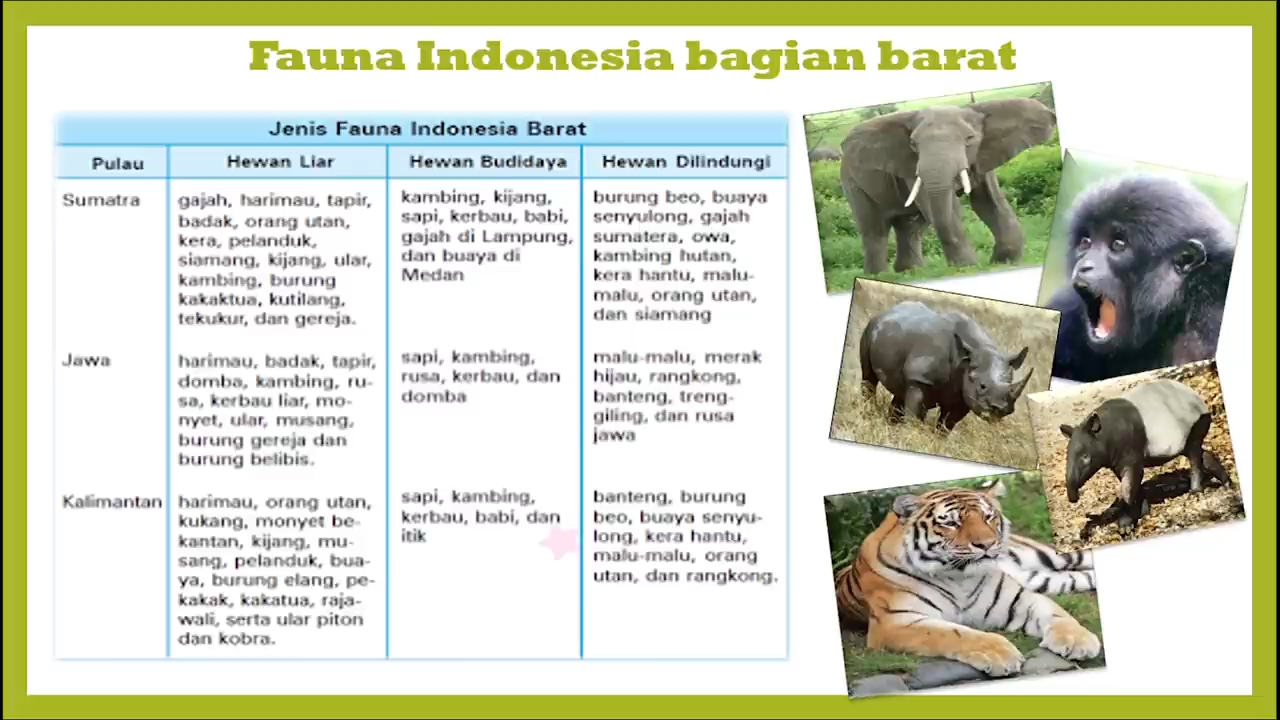 Fauna Indonesia bagian barat
Jenis Fauna Indonesia Barat
Pulau
Hewan Liar
Hewan Budidaya
Hewan Dilindungi
Sumatra
gajah, harimau, tapir,
badak, orang utan,
kera, pelanduk,
siamang, kijang, ular,
kambing, burung
kakaktua, kutilang,
tekukur, dan gereja.
kambing, kijang,
sapi, kerbau, babi,
gajah di Lampung,
dan buaya di
Medan
burung beo, buaya
senyulong, gajah
sumatera, owa,
kambing hutan,
kera hantu, malu-
malu, orang utan,
dan siamang
Jawa
harimau, badak, tapir,
domba, kambing, ru-
sa, kerbau liar, mo-
nyet, ular, musang,
burung gereja dan
burung belibis.
sapi, kambing,
rusa, kerbau, dan
domba
malu-malu, merak
hijau, rangkong,
banteng, treng-
giling, dan rusa
jawa
Kalimantan
harimau, orang utan,
kukang, monyet be-
kantan, kijang, mu-
sang, pelanduk, bua-
ya, burung elang, pe-
kakak, kakatua, raja-
wali, serta ular piton
dan kobra.
sapi, kambing,
kerbau, babi, dan
itik
banteng, burung
beo, buaya senyu-
long, kera hantu,
malu-malu, orang
utan, dan rangkong.